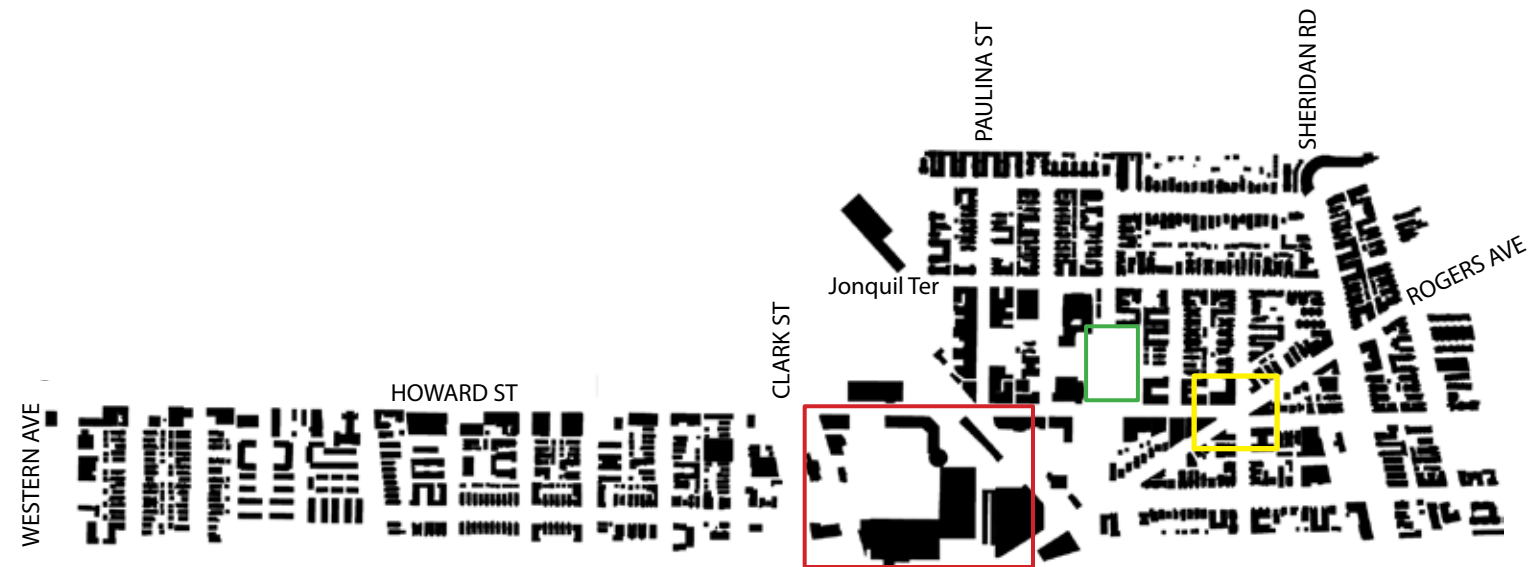 PAULINA ST
SHERIDAN RD
ROGERS AVE
Jonquil Ter
CLARK ST
HOWARD ST
WESTERN AVE